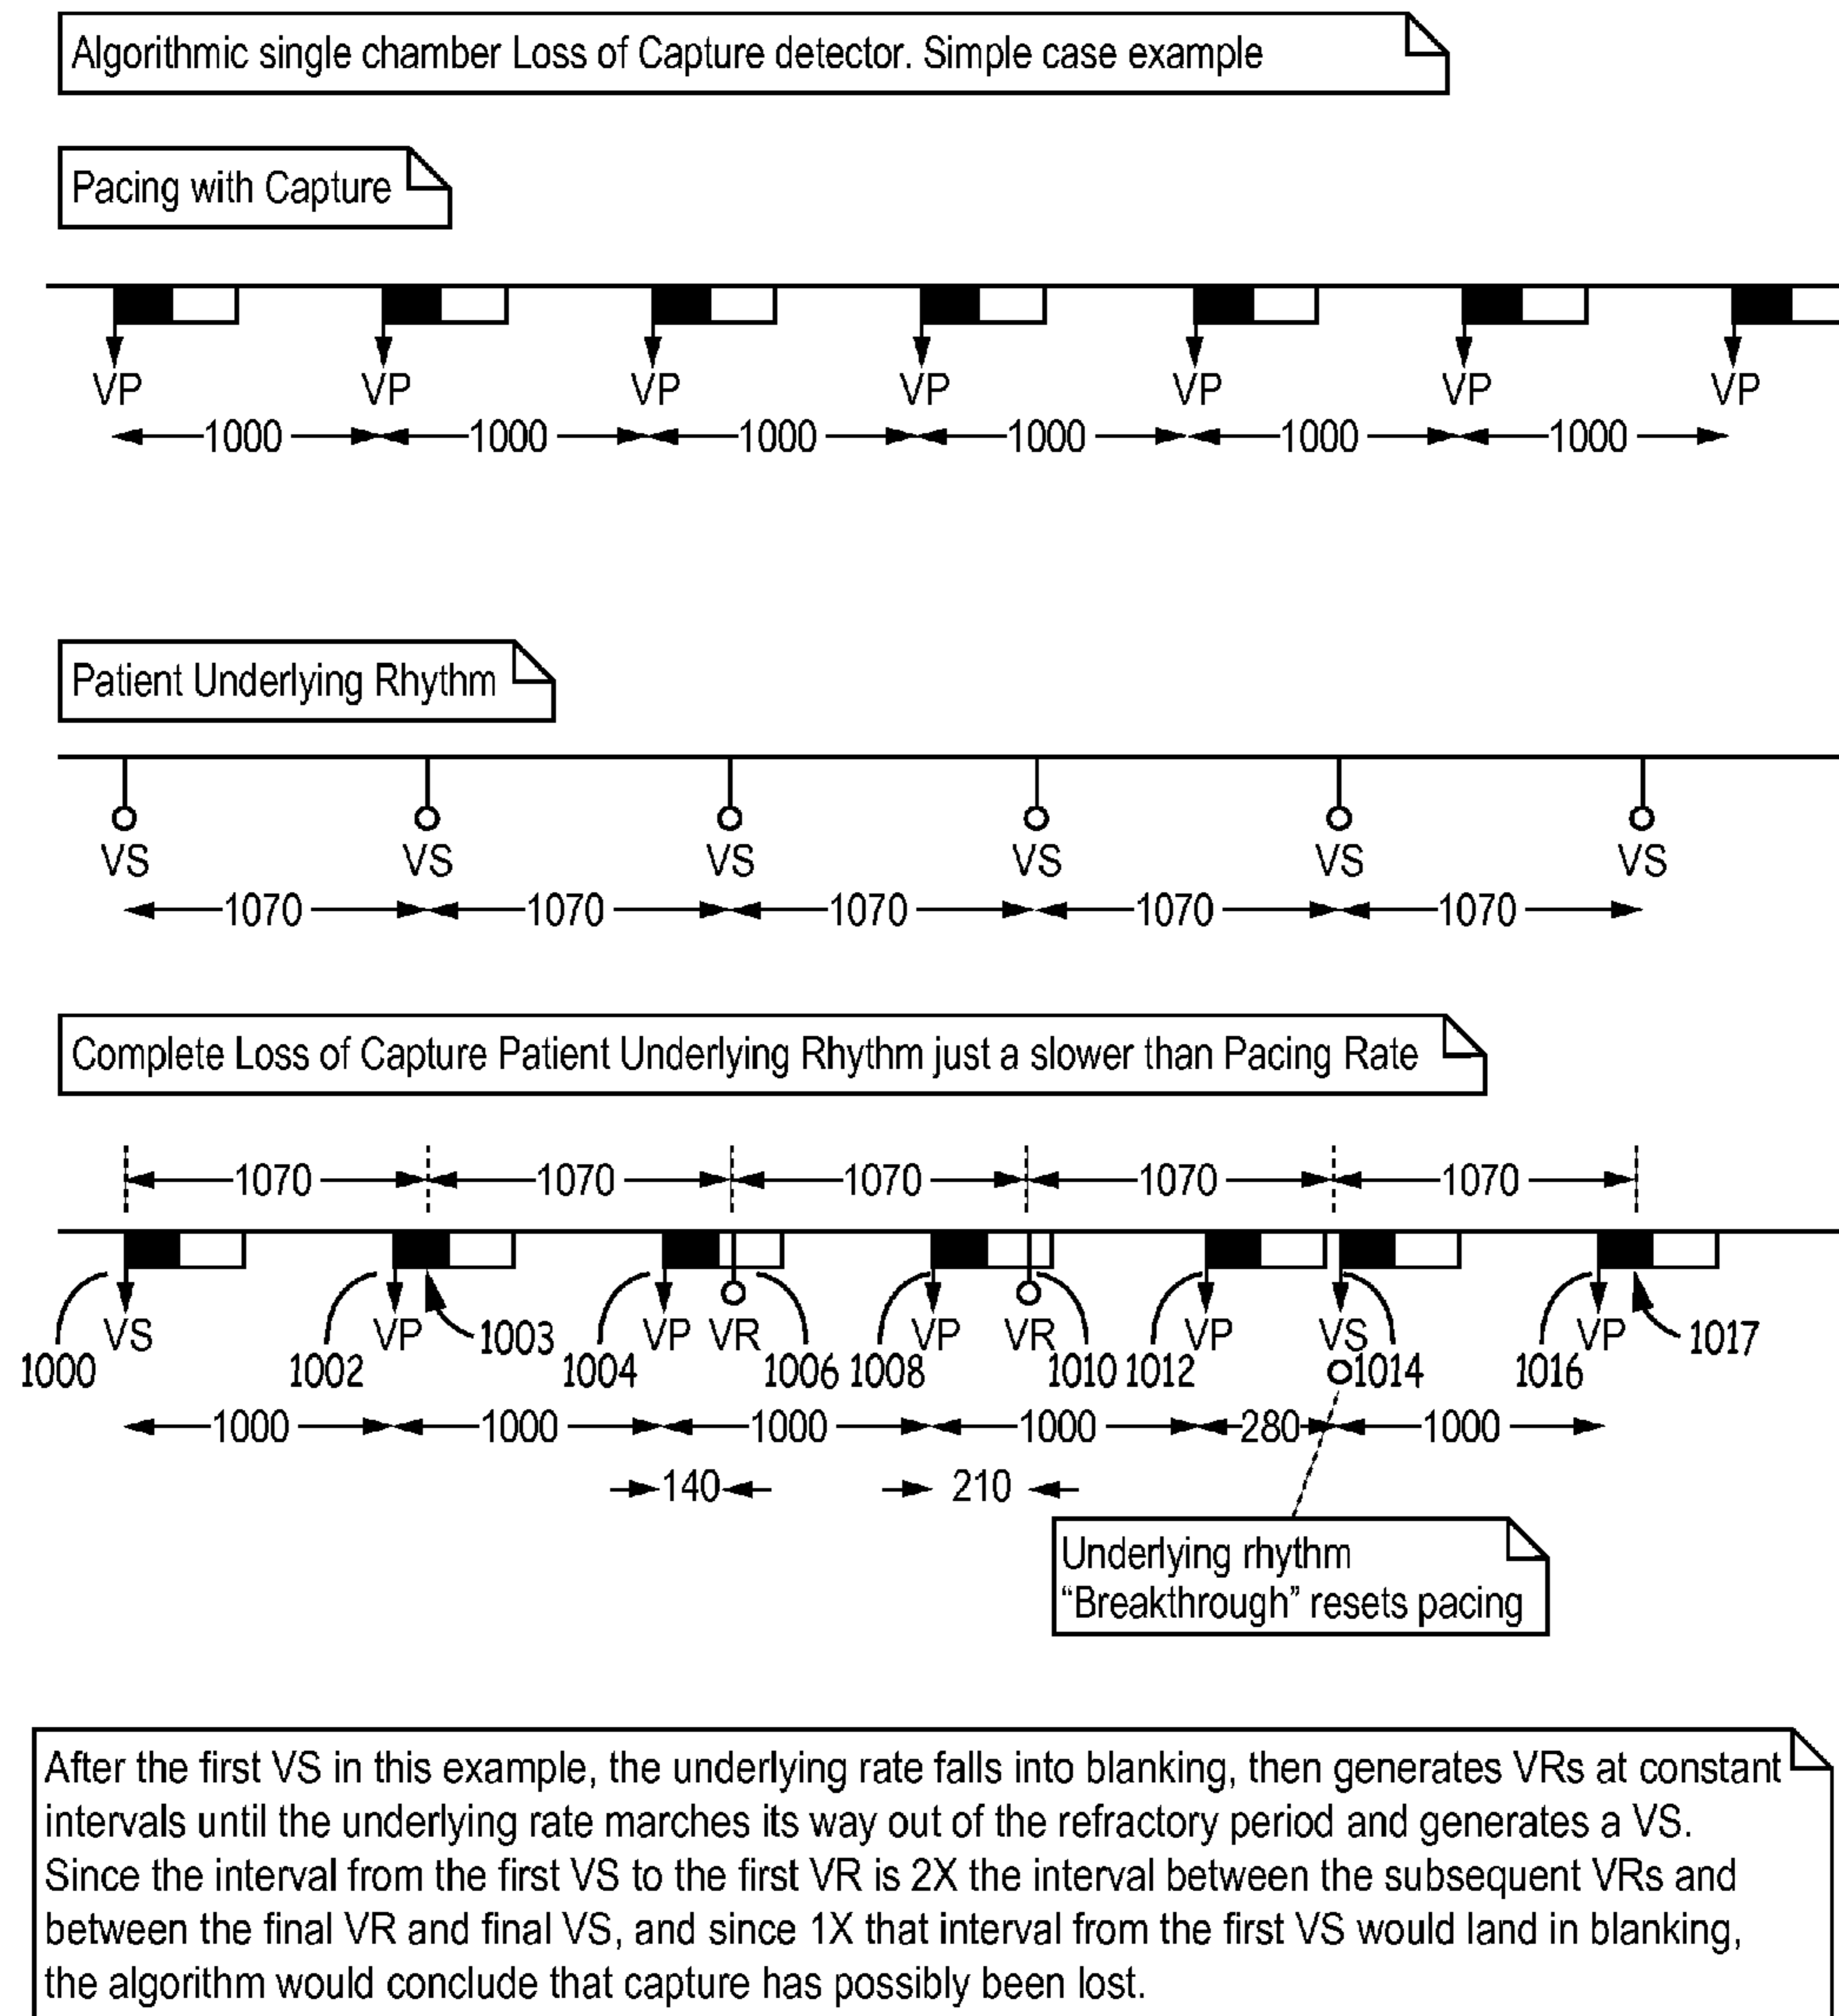 Algorithmic single chamber Loss of Capture detector. Simple case example
Pacing with Capture
VP VP VP VP VP VP VP
1000 1000 1000 1000 1000 1000
Patient Underlying Rhythm
VS VS VS VS VS VS
1070 1070 1070 1070 1070
Complete Loss of Capture Patient Underlying Rhythm just a slower than Pacing Rate
1070 1070 1070 1070 1070
VS VP 1003 VP VR VP VR VP VS VP 1017
1000 1002 1004 1006 1008 1010 1012 1014 1016
1000 1000 1000 1000 280 1000
140 210
Underlying rhythm
“Breakthrough” resets pacing
After the first VS in this example, the underlying rate falls into blanking, then generates VRs at constant
intervals until the underlying rate marches its way out of the refractory period and generates a VS.
Since the interval from the first VS to the first VR is 2X the interval between the subsequent VRs and
between the final VR and final VS, and since 1X that interval from the first VS would land in blanking,
the algorithm would conclude that capture has possibly been lost.